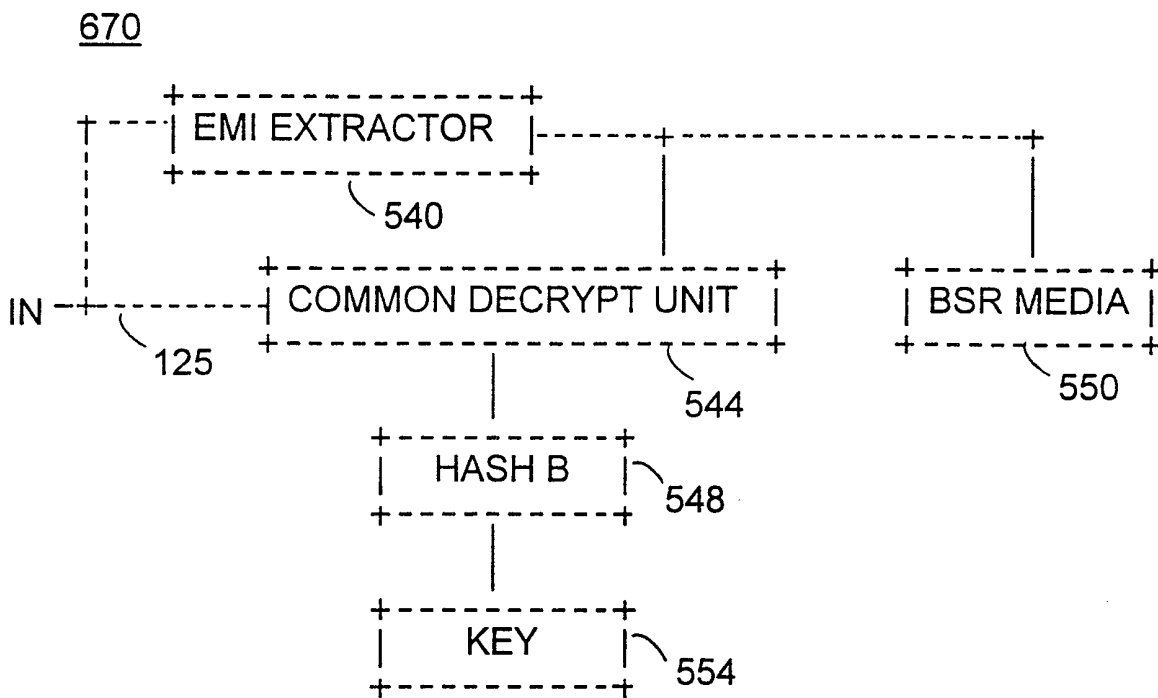 670
EMI EXTRACTOR
540
IN
COMMON DECRYPT UNIT
BSR MEDIA
125
544
550
HASH B
548
KEY
554